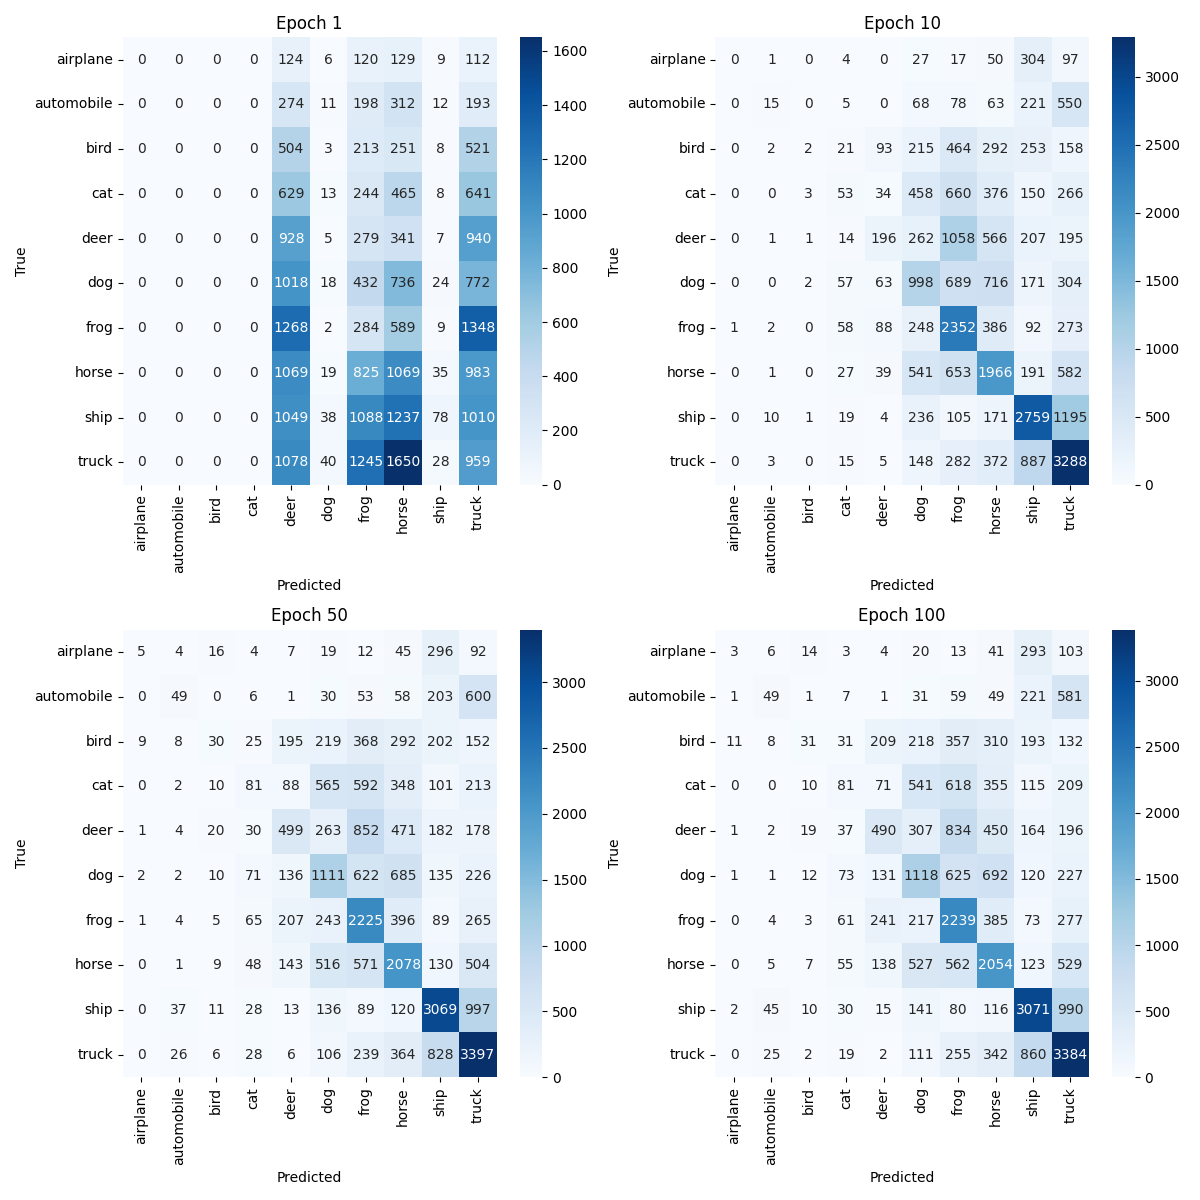 Epoch 1
True
airplane 0 0 0 0 124 6 120 129 9 112
automobile 0 0 0 0 274 11 198 312 12 193
bird 0 0 0 0 504 3 213 251 8 521
cat 0 0 0 0 629 13 244 465 8 641
deer 0 0 0 0 928 5 279 341 7 940
dog 0 0 0 0 1018 18 432 736 24 772
frog 0 0 0 0 1268 2 284 589 9 1348
horse 0 0 0 0 1069 19 825 1069 35 983
ship 0 0 0 0 1049 38 1088 1237 78 1010
truck 0 0 0 0 1078 40 1245 1650 28 959
airplane automobile bird cat deer dog frog horse ship truck
Predicted
1600
1400
1200
1000
800
600
400
200
0
Epoch 10
True
airplane 0 1 0 4 0 27 17 50 304 97
automobile 0 15 0 5 0 68 78 63 221 550
bird 0 2 2 21 93 215 464 292 253 158
cat 0 0 3 53 34 458 660 376 150 266
deer 0 1 1 14 196 262 1058 566 207 195
dog 0 0 2 57 63 998 689 716 171 304
frog 1 2 0 58 88 248 2352 386 92 273
horse 0 1 0 27 39 541 653 1966 191 582
ship 0 10 1 19 4 236 105 171 2759 1195
truck 0 3 0 15 5 148 282 372 887 3288
airplane automobile bird cat deer dog frog horse ship truck
Predicted
3000
2500
2000
1500
1000
500
0
Epoch 50
True
airplane 5 4 16 4 7 19 12 45 296 92
automobile 0 49 0 6 1 30 53 58 203 600
bird 9 8 30 25 195 219 368 292 202 152
cat 0 2 10 81 88 565 592 348 101 213
deer 1 4 20 30 499 263 852 471 182 178
dog 2 2 10 71 136 1111 622 685 135 226
frog 1 4 5 65 207 243 2225 396 89 265
horse 0 1 9 48 143 516 571 2078 130 504
ship 0 37 11 28 13 136 89 120 3069 997
truck 0 26 6 28 6 106 239 364 828 3397
airplane automobile bird cat deer dog frog horse ship truck
Predicted
3000
2500
2000
1500
1000
500
0
Epoch 100
True
airplane 3 6 14 3 4 20 13 41 293 103
automobile 1 49 1 7 1 31 59 49 221 581
bird 11 8 31 31 209 218 357 310 193 132
cat 0 0 10 81 71 541 618 355 115 209
deer 1 2 19 37 490 307 834 450 164 196
dog 1 1 12 73 131 1118 625 692 120 227
frog 0 4 3 61 241 217 2239 385 73 277
horse 0 5 7 55 138 527 562 2054 123 529
ship 2 45 10 30 15 141 80 116 3071 990
truck 0 25 2 19 2 111 255 342 860 3384
airplane automobile bird cat deer dog frog horse ship truck
Predicted
3000
2500
2000
1500
1000
500
0